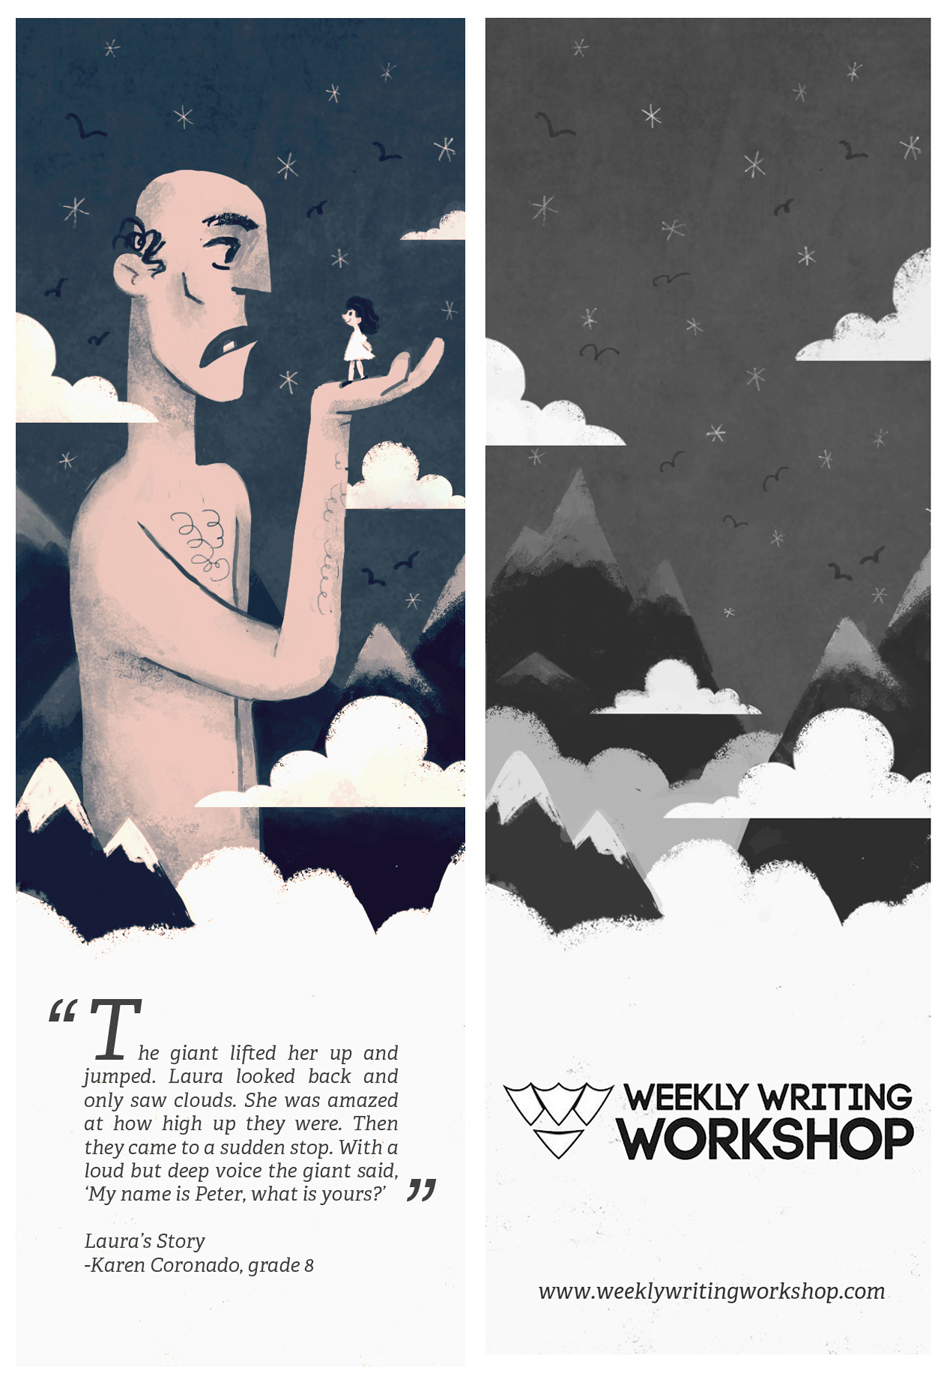 “The giant lifted her up and
jumped. Laura looked back and
only saw clouds. She was amazed
at how high up they were. Then
they came to a sudden stop. With a
loud but deep voice the giant said,
‘My name is Peter, what is yours?’ ”
Laura’s Story
-Karen Coronado, grade 8
WEEKLY WRITING
WORKSHOP
www.weeklywritingworkshop.com